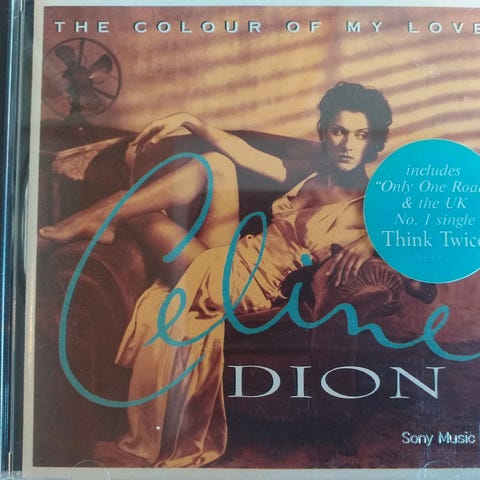 THE COLOUR OF MY LOVE
includes
"Only One Road
& the UK
No. 1 single
Think Twice
Celine
DION
Sony Music